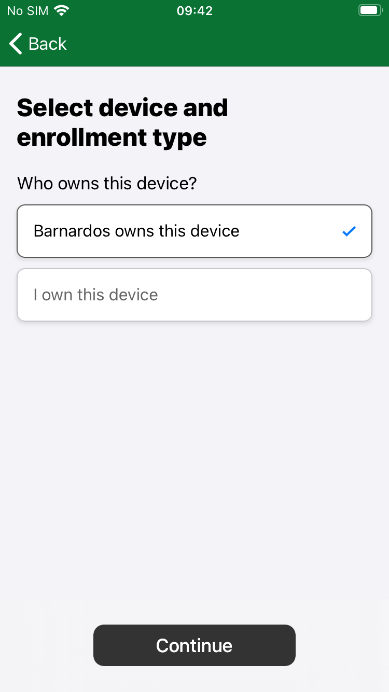 No SIM 09:42
Back
Select device and
enrollment type
Who owns this device?
Barnardos owns this device
I own this device
Continue